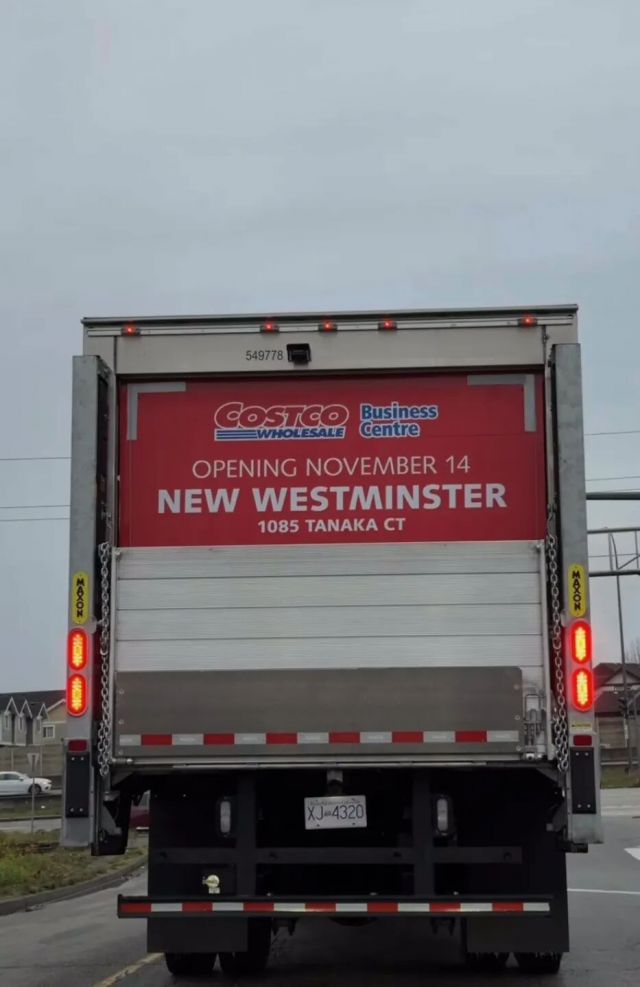 549778
COSTCO Business
WHOLESALE Centre
OPENING NOVEMBER 14
NEW WESTMINSTER
1085 TANAKA CT
MAXON
MAXON
XJ 4320